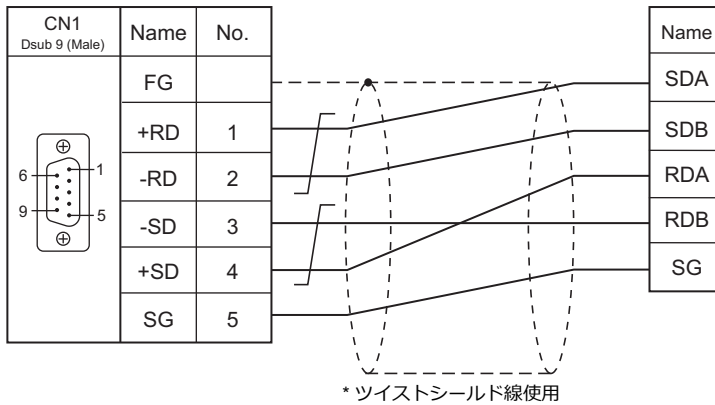 CN1
Dsub 9 (Male)
Name
No.
Name
FG
SDA
+RD
1
SDB
6
1
-RD
2
RDA
9
5
-SD
3
RDB
+SD
4
SG
SG
5
* ツイストシールド線使用